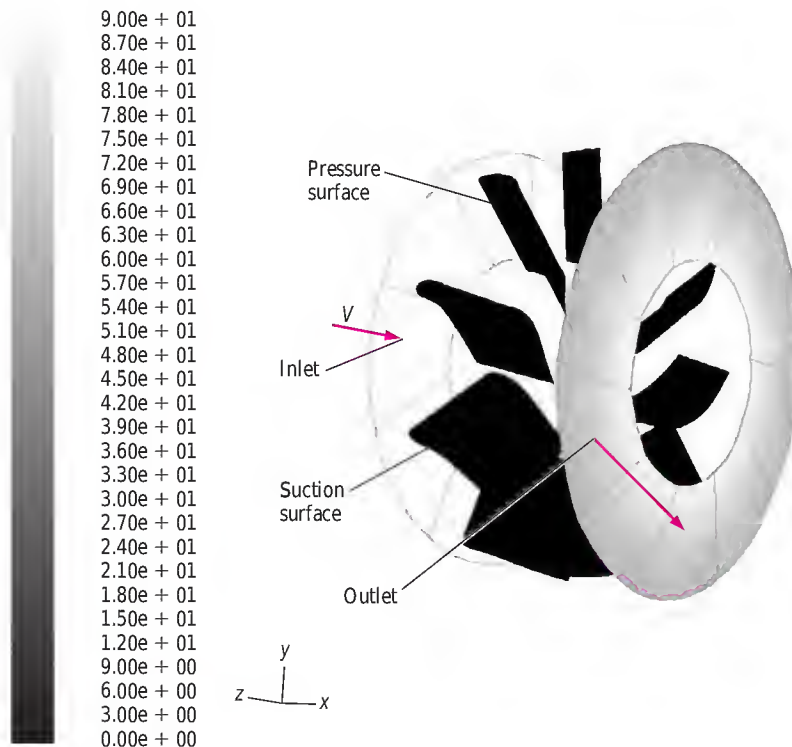 9.00e + 01
8.70e + 01
8.40e + 01
8.10e + 01
7.80e + 01
7.50e + 01
7.20e + 01
6.90e + 01
6.60e + 01
6.30e + 01
6.00e + 01
5.70e + 01
5.40e + 01
5.10e + 01
4.80e + 01
4.50e + 01
4.20e + 01
3.90e + 01
3.60e + 01
3.30e + 01
3.00e + 01
2.70e + 01
2.40e + 01
2.10e + 01
1.80e + 01
1.50e + 01
1.20e + 01
9.00e + 00
6.00e + 00
3.00e + 00
0.00e + 00
Pressure
surface
V
Inlet
Suction
surface
Outlet
y
z
x